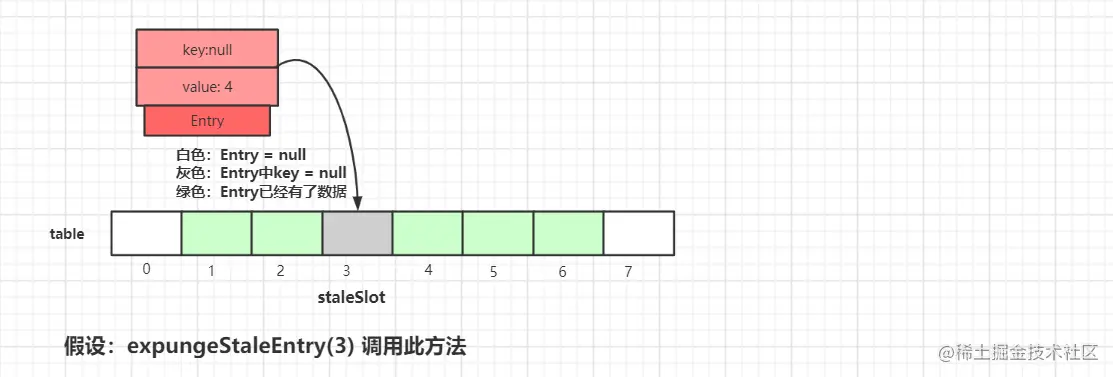 key:null
value: 4
Entry
白色：Entry = null
灰色：Entry中key = null
绿色：Entry已经有了数据
table
0 1 2 3 4 5 6 7
staleSlot
假设：expungeStaleEntry(3) 调用此方法
@稀土掘金技术社区